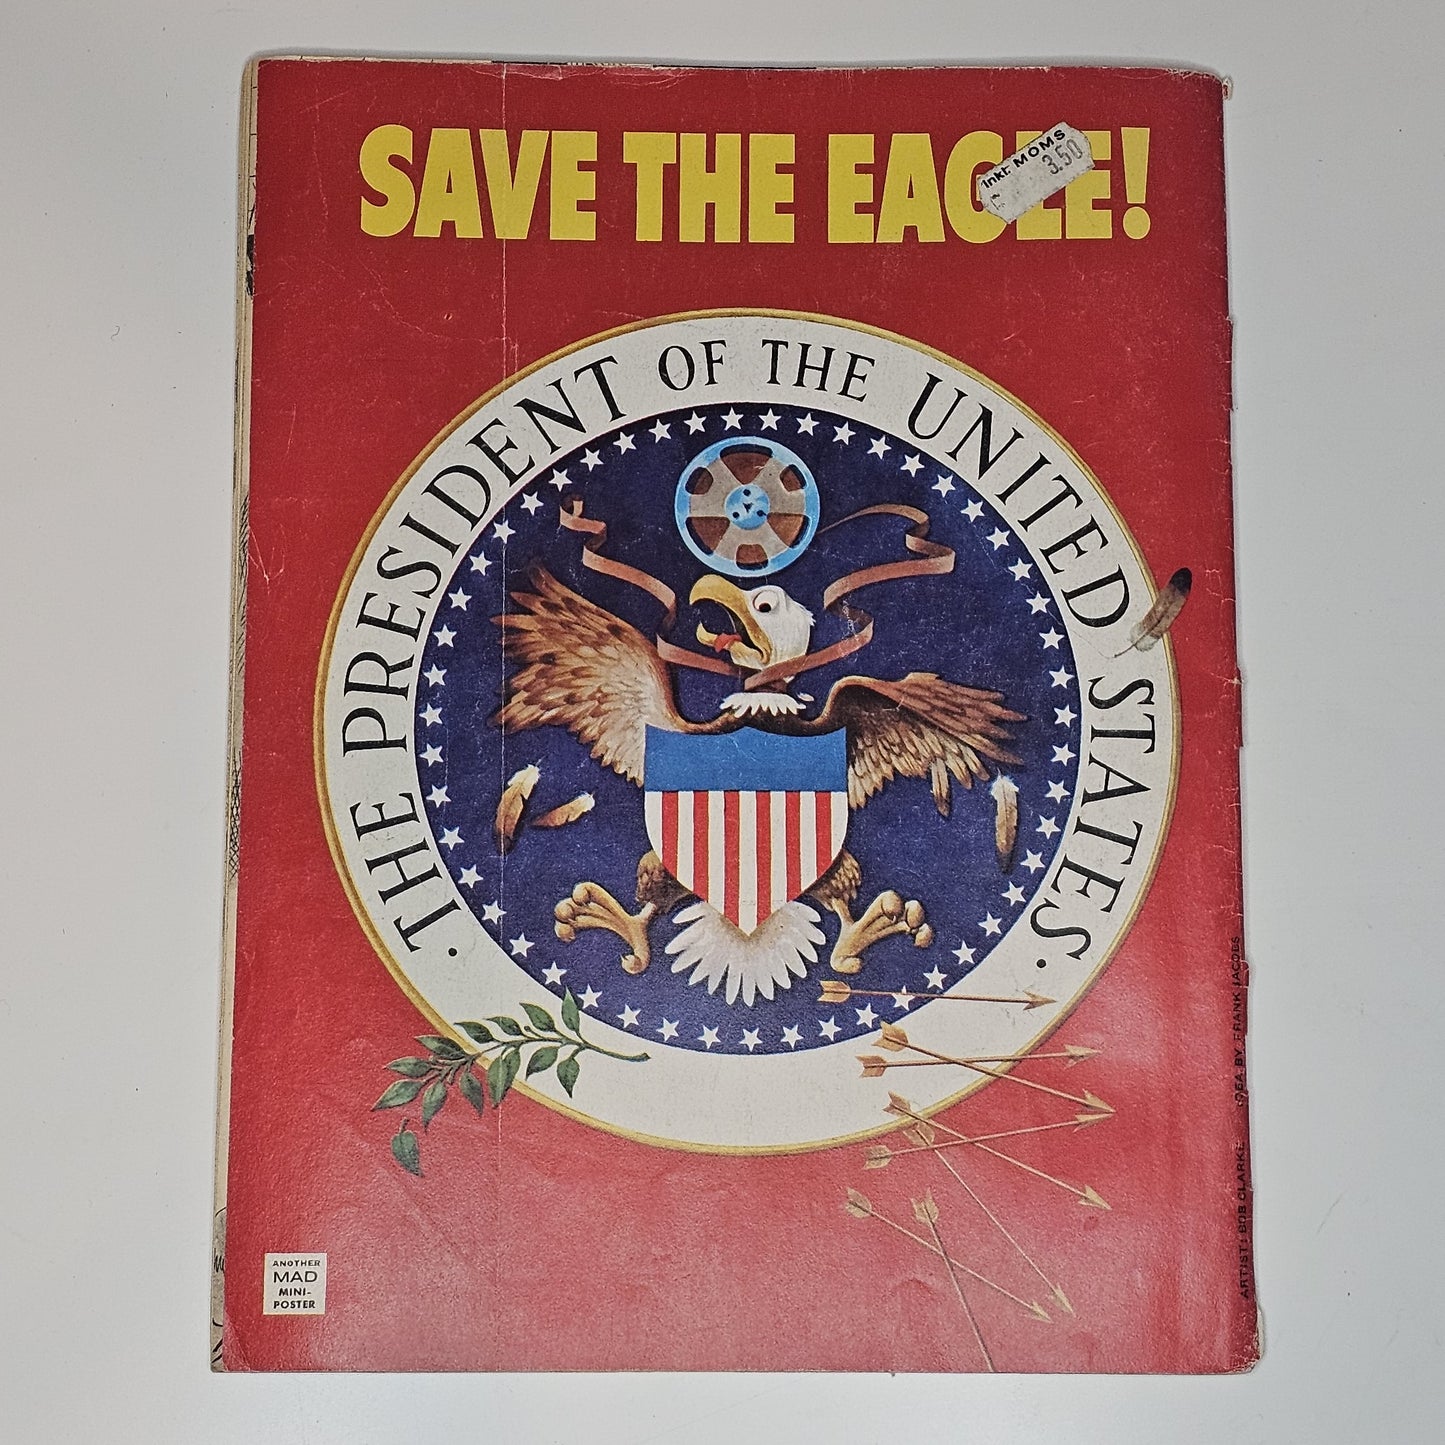 SAVE THE EAGLE!
inkl. MOMS
3.50
· THE PRESIDENT OF THE UNITED STATES ·
ANOTHER
MAD
MINI-
POSTER
ARTIST: BOB CLARKE IDEA BY FRANK JACOBS